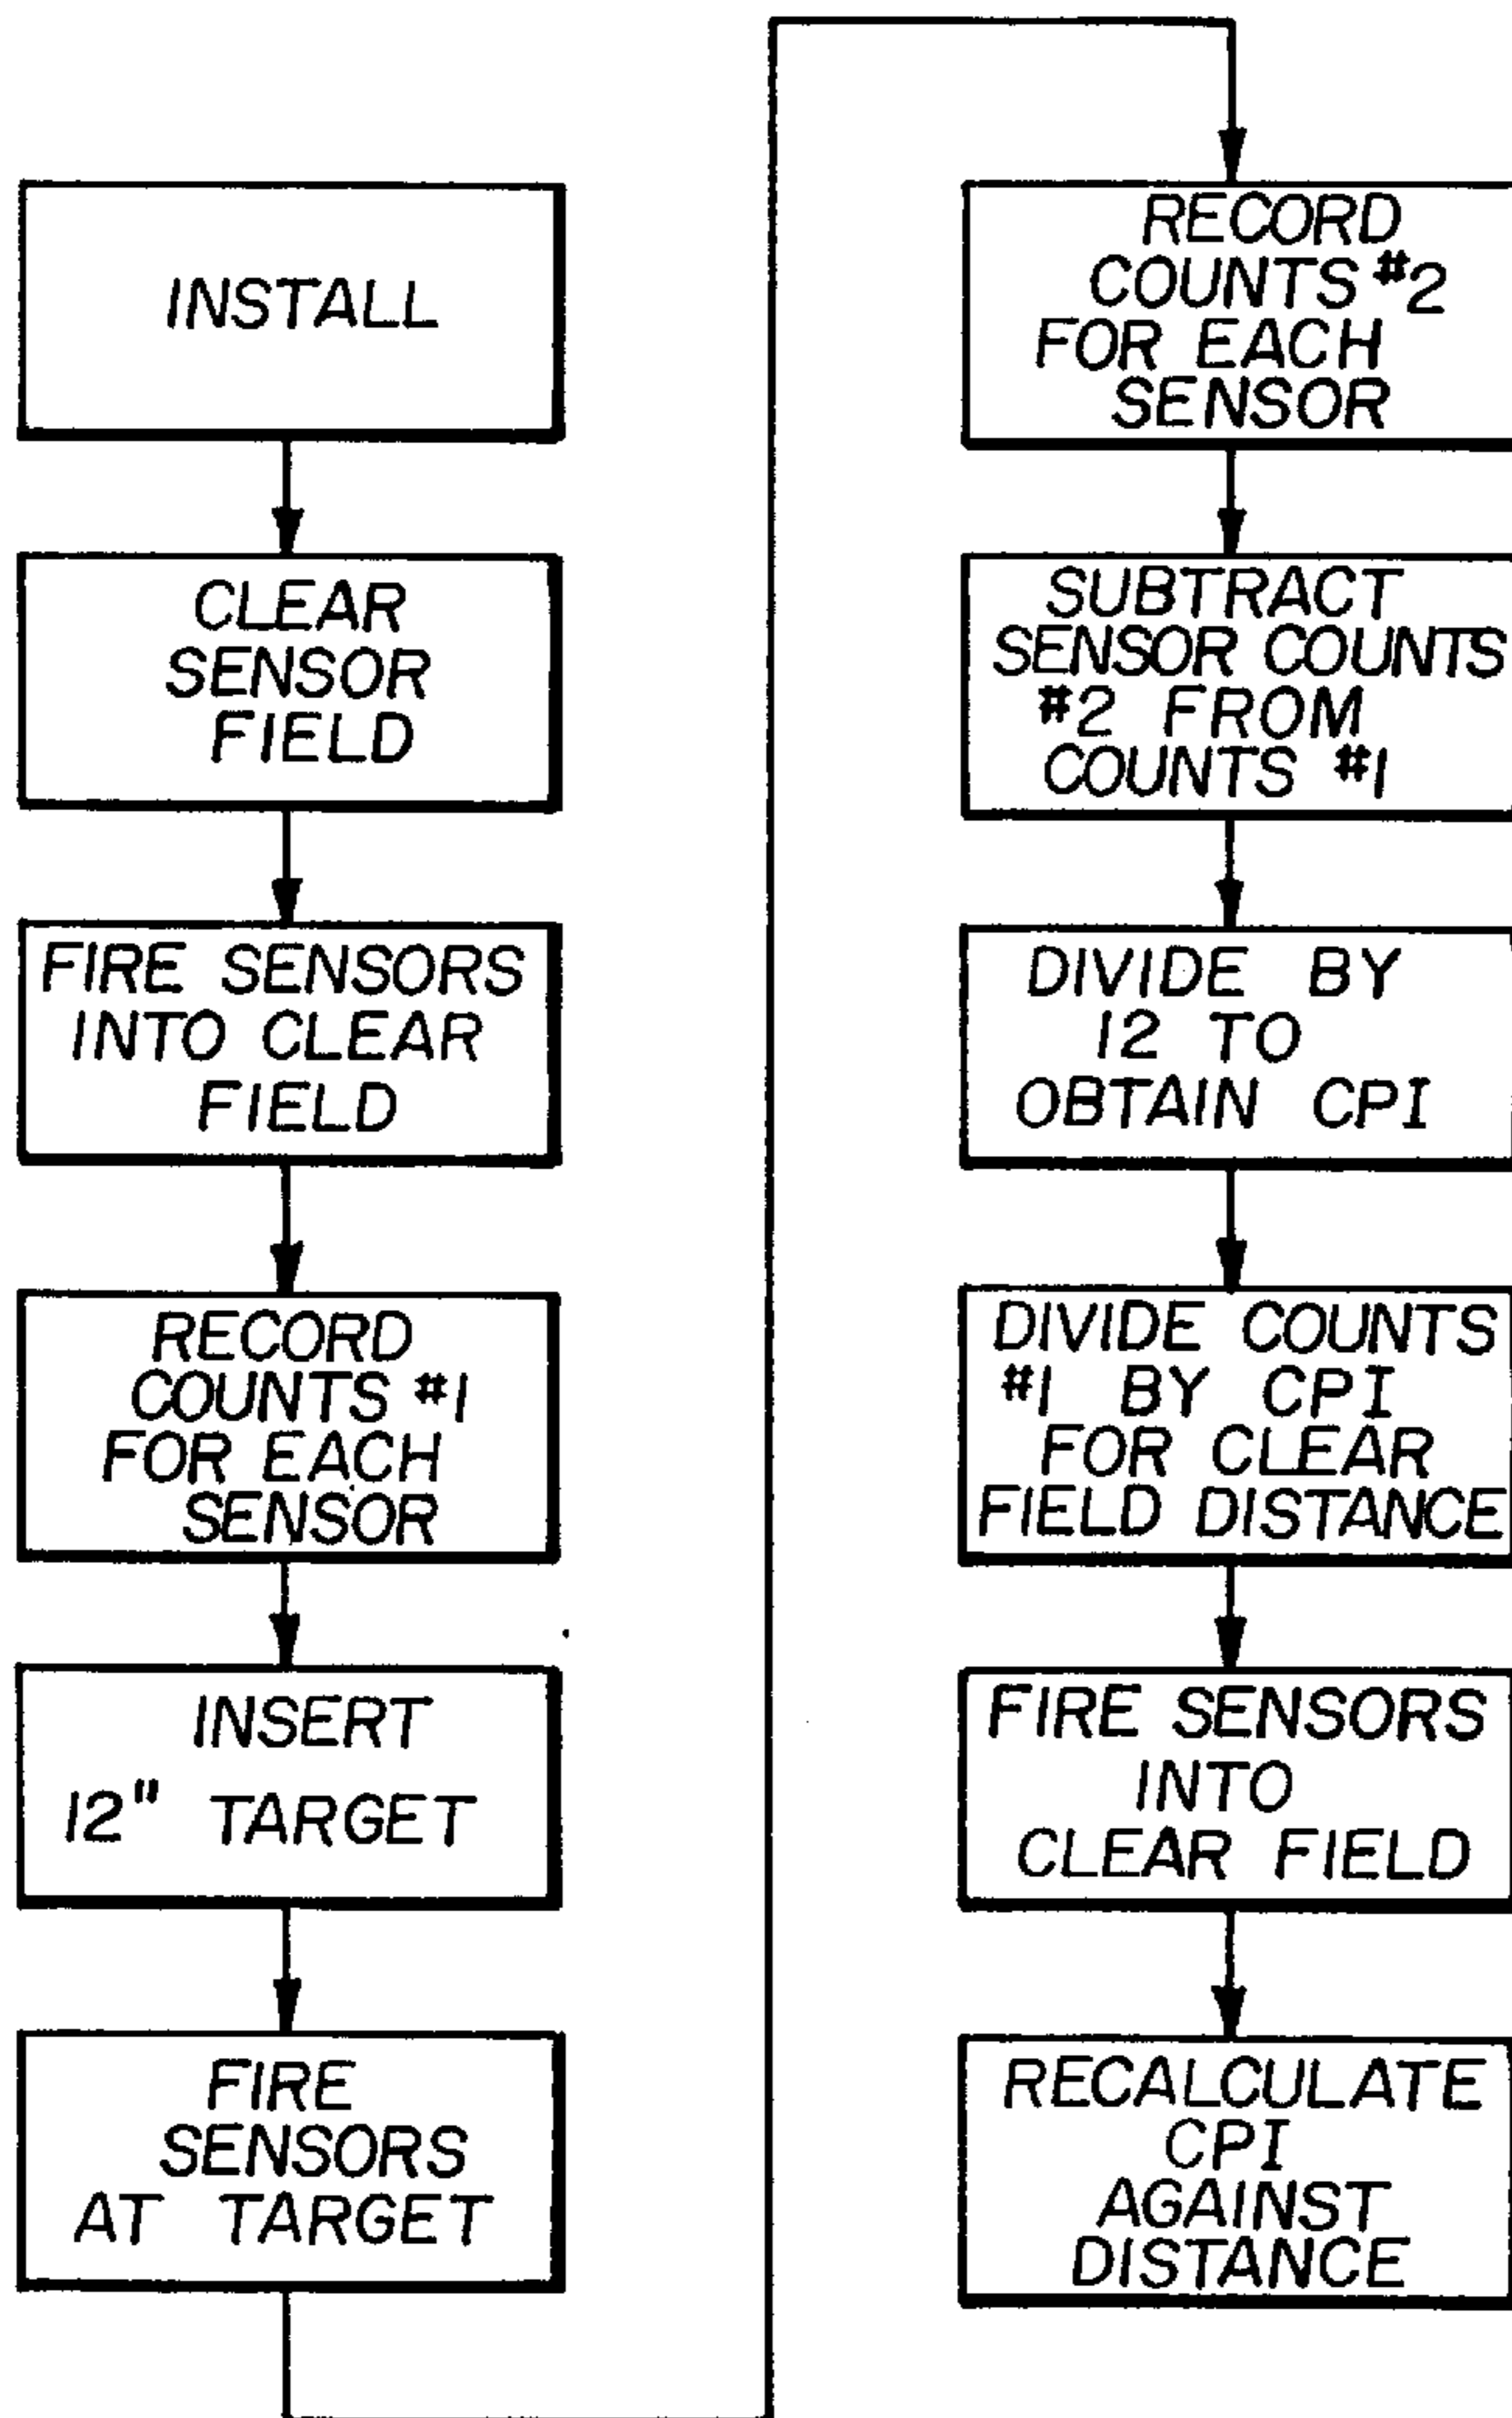 INSTALL
CLEAR
SENSOR
FIELD
FIRE SENSORS
INTO CLEAR
FIELD
RECORD
COUNTS #1
FOR EACH
SENSOR
INSERT
12" TARGET
FIRE
SENSORS
AT TARGET
RECORD
COUNTS #2
FOR EACH
SENSOR
SUBTRACT
SENSOR COUNTS
#2 FROM
COUNTS #1
DIVIDE BY
12 TO
OBTAIN CPI
DIVIDE COUNTS
#1 BY CPI
FOR CLEAR
FIELD DISTANCE
FIRE SENSORS
INTO
CLEAR FIELD
RECALCULATE
CPI
AGAINST
DISTANCE